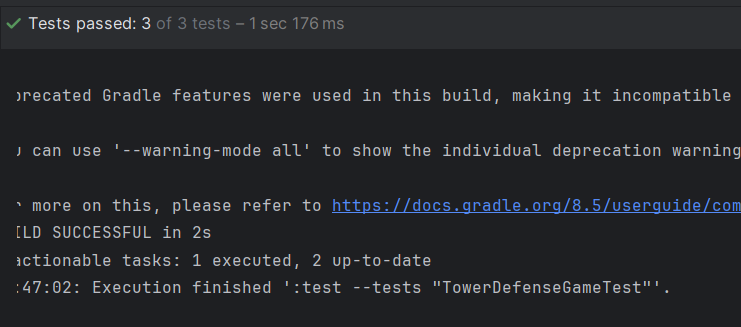 Tests passed: 3 of 3 tests – 1 sec 176 ms
precated Gradle features were used in this build, making it incompatible
u can use '--warning-mode all' to show the individual deprecation warning
r more on this, please refer to https://docs.gradle.org/8.5/userguide/com
ILD SUCCESSFUL in 2s
actionable tasks: 1 executed, 2 up-to-date
:47:02: Execution finished ':test --tests "TowerDefenseGameTest"'.